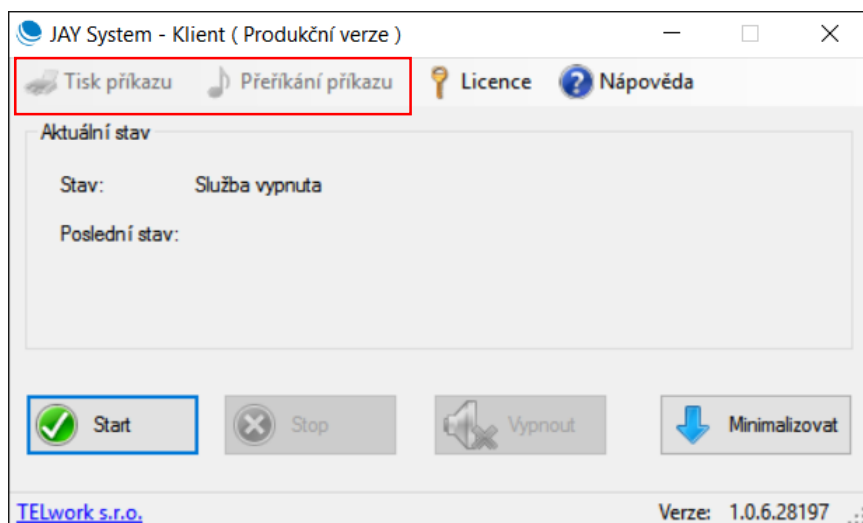 JAY System - Klient ( Produkční verze )
Tisk příkazu Přeříkání příkazu Licence Nápověda
Aktuální stav
Stav: Služba vypnuta
Poslední stav:
Start Stop Vypnout Minimalizovat
TELwork s.r.o. Verze: 1.0.6.28197